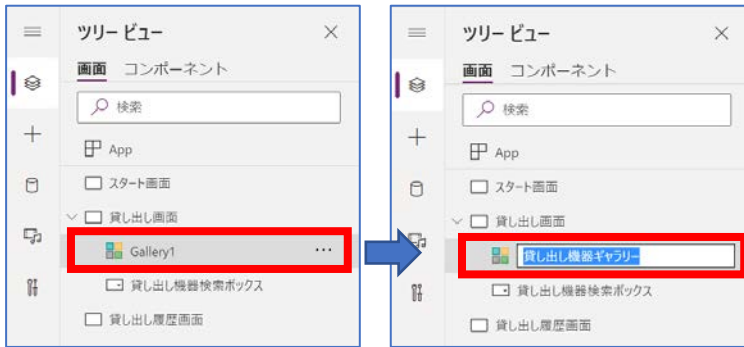 ツリー ビュー
画面 コンポーネント
検索
App
スタート画面
貸し出し画面
Gallery1 ...
貸し出し機器検索ボックス
貸し出し履歴画面
ツリー ビュー
画面 コンポーネント
検索
App
スタート画面
貸し出し画面
貸し出し機器ギャラリー
貸し出し機器検索ボックス
貸し出し履歴画面